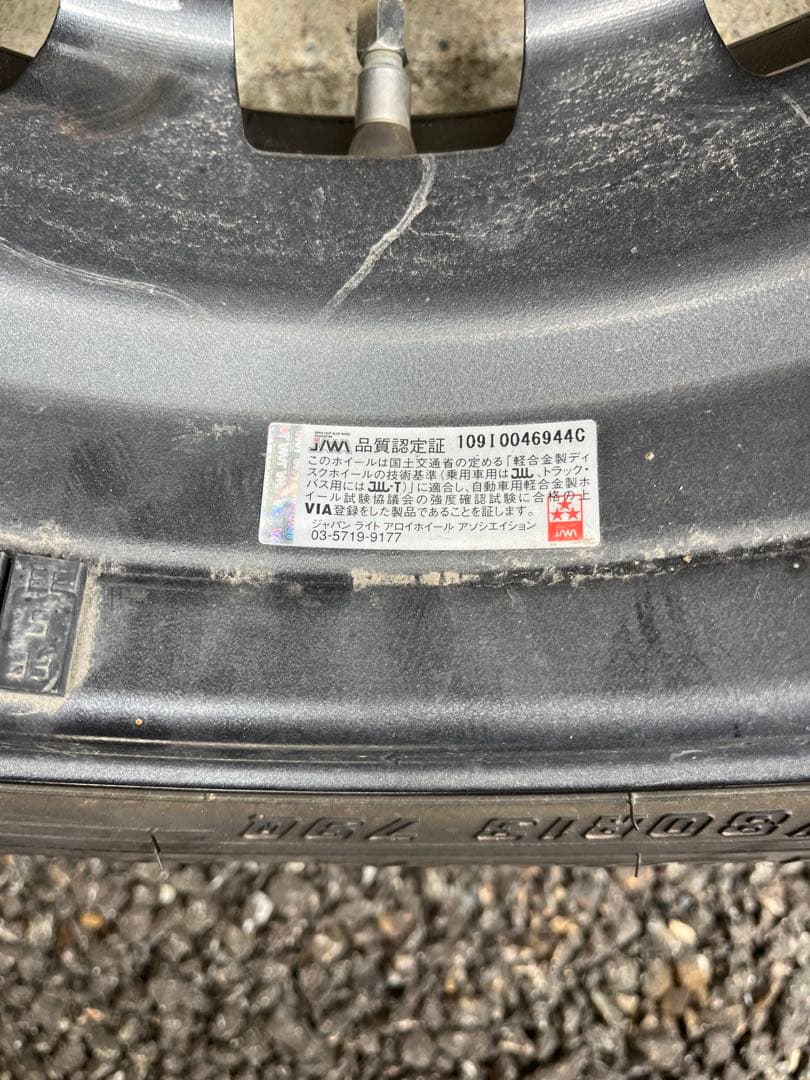 JAWA 品質認定証 109I0046944C
このホイールは国土交通省の定める「軽合金製ディ
スクホイールの技術基準(乗用車用はJWL、トラック・
バス用にはJWL-T)」に適合し、自動車用軽合金製ホ
イール試験協議会の強度確認試験に合格の上
VIA登録をした製品であることを証します。
ジャパン ライト アロイホイール アソシエイション
03-5719-9177
JAWA
80R13 79R